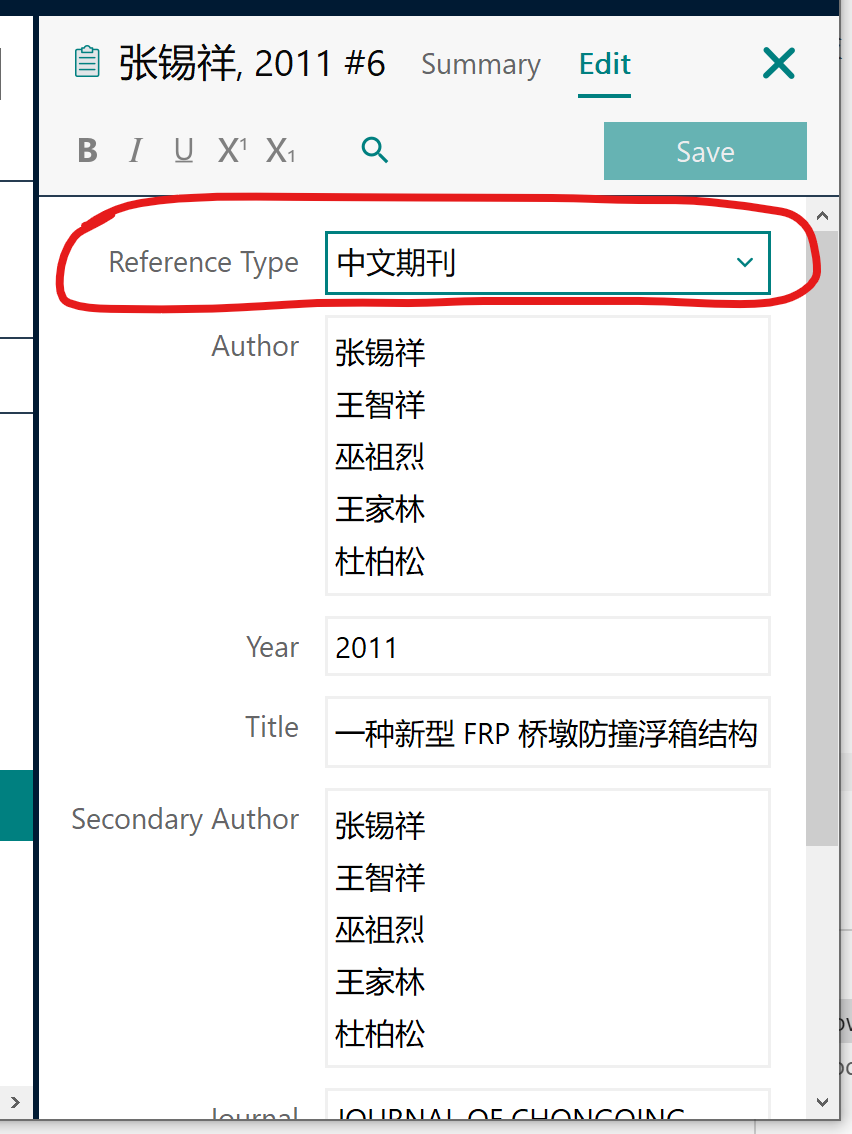 张锡祥, 2011 #6 Summary Edit
B I U X¹ X₁ Save
Reference Type 中文期刊
Author 张锡祥
王智祥
巫祖烈
王家林
杜柏松
Year 2011
Title 一种新型 FRP 桥墩防撞浮箱结构
Secondary Author 张锡祥
王智祥
巫祖烈
王家林
杜柏松
Journal JOURNAL OF CHONGQING